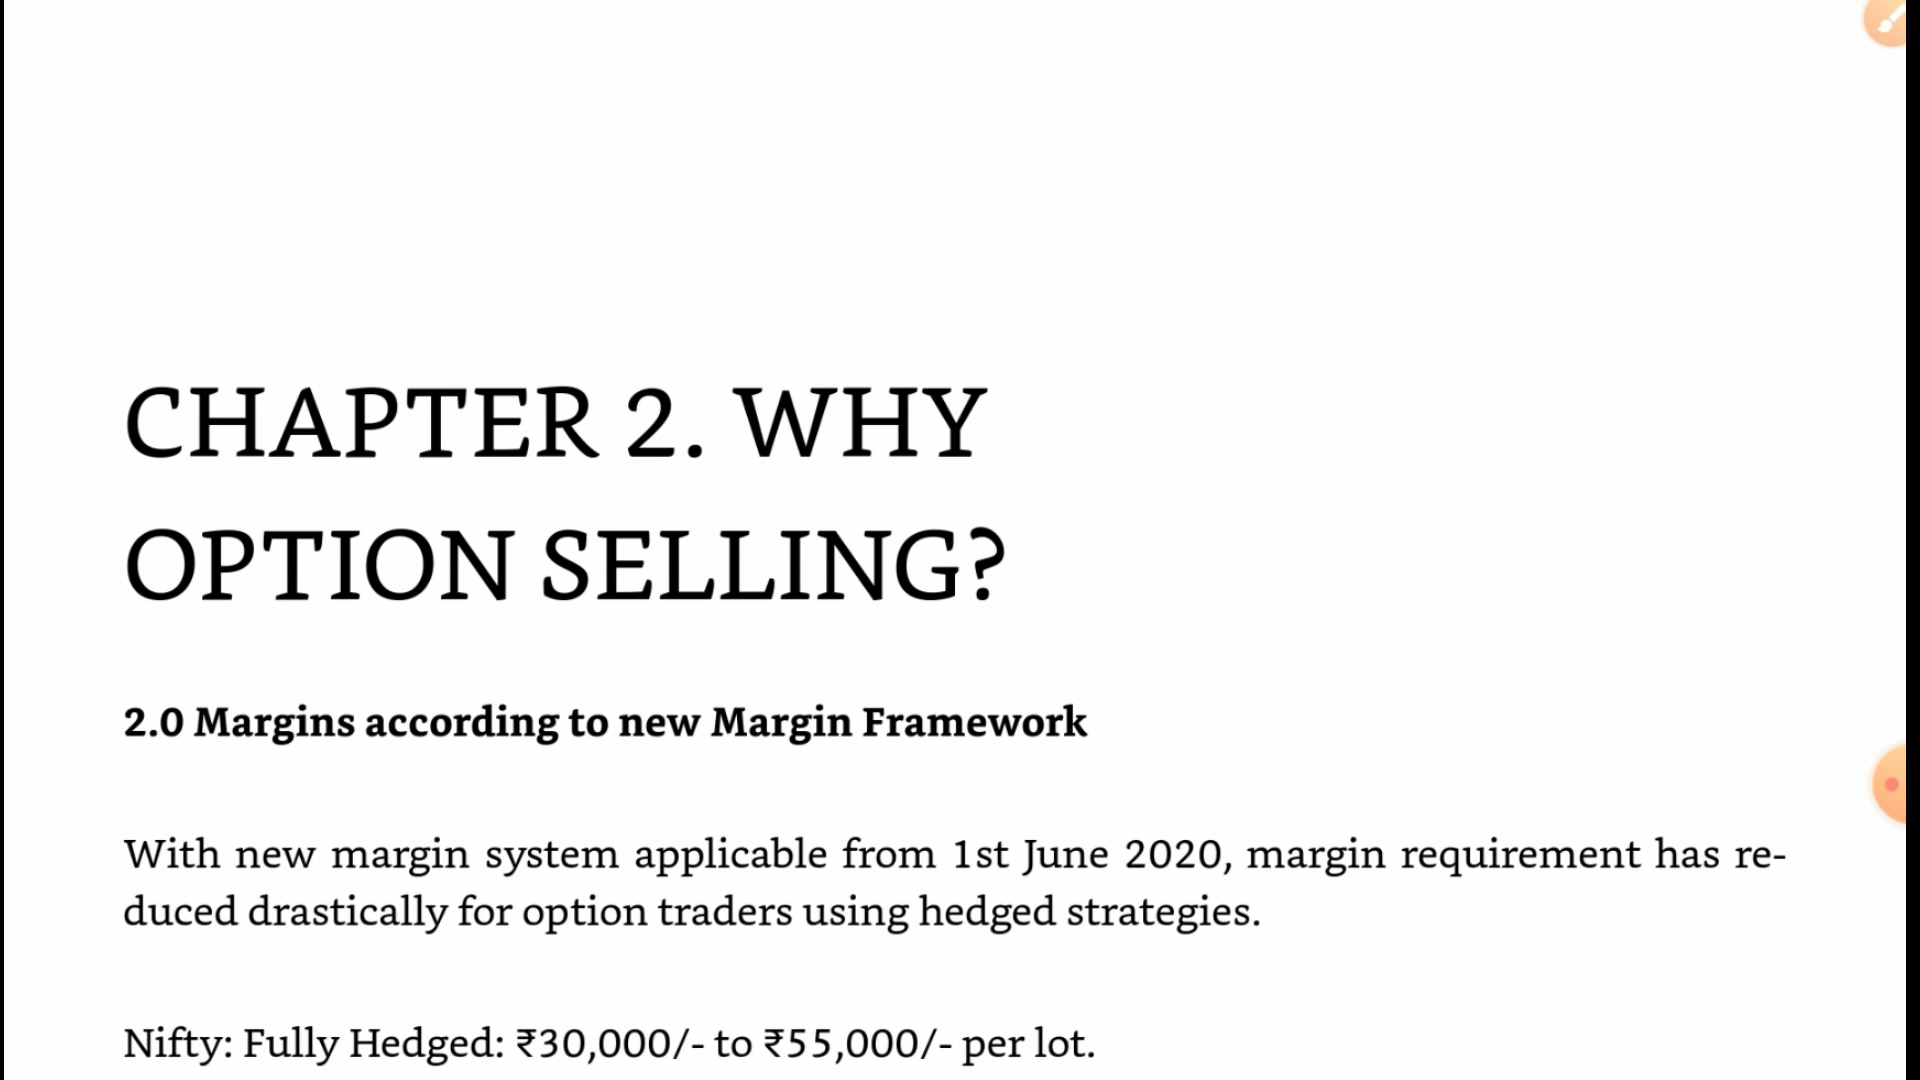 CHAPTER 2. WHY
OPTION SELLING?
2.0 Margins according to new Margin Framework
With new margin system applicable from 1st June 2020, margin requirement has re-
duced drastically for option traders using hedged strategies.
Nifty: Fully Hedged: ₹30,000/- to ₹55,000/- per lot.